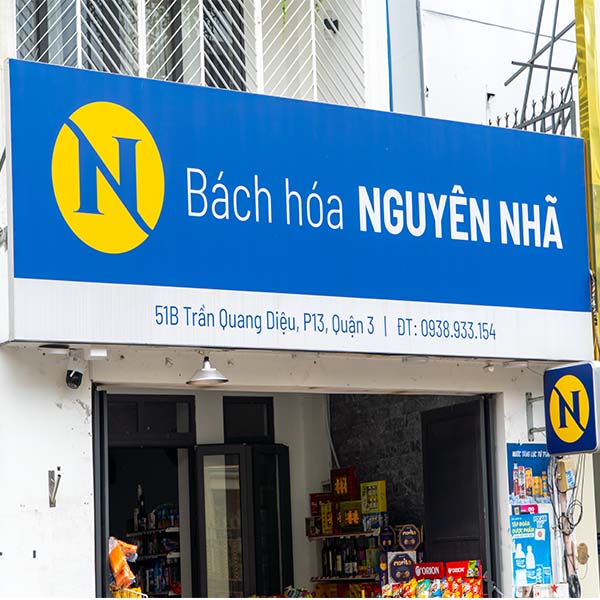 N
Bách hóa NGUYÊN NHÃ
51B Trần Quang Diệu, P13, Quận 3 | ĐT: 0938.933.154
N
ORION ORION